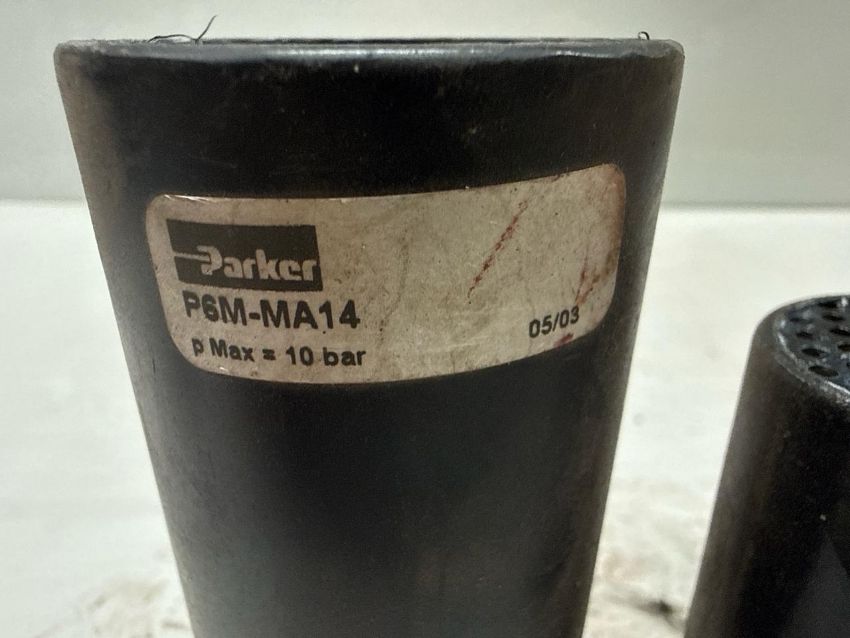 Parker
P6M-MA14
p Max = 10 bar
05/03